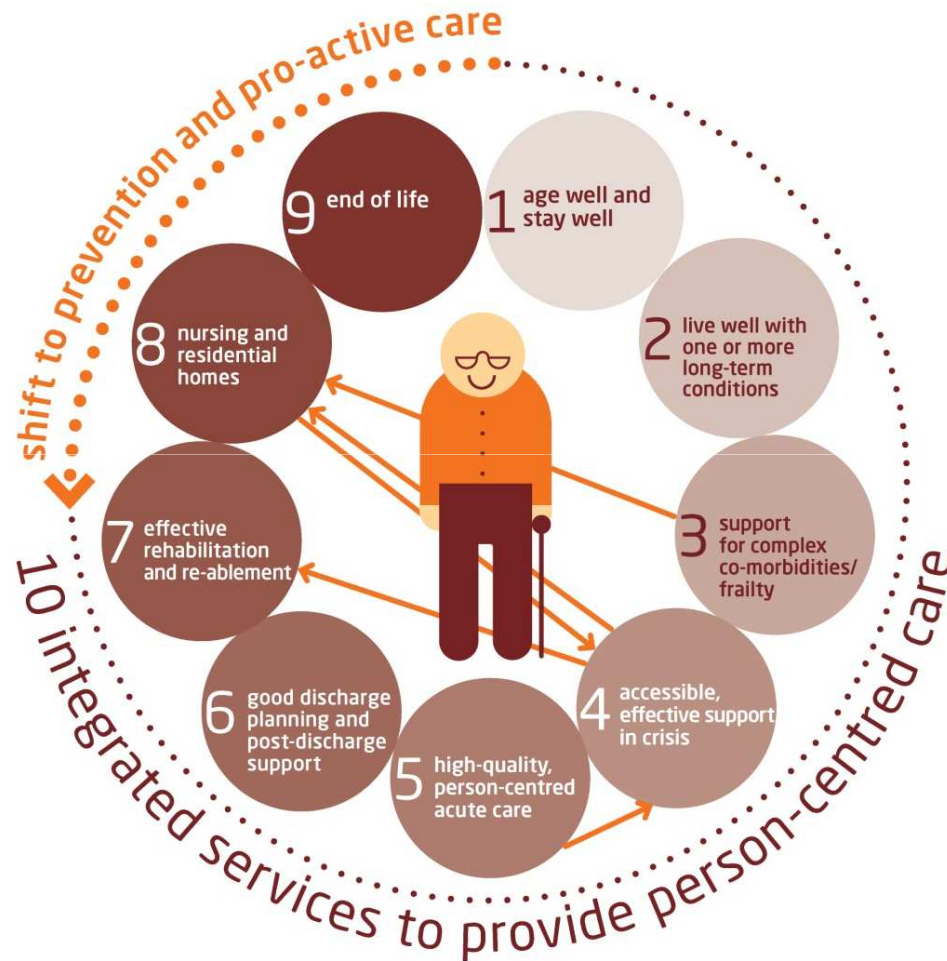 shift to prevention and pro-active care
1
age well and
stay well
2
live well with
one or more
long-term
conditions
3
support
for complex
co-morbidities/
frailty
4
accessible,
effective support
in crisis
5
high-quality,
person-centred
acute care
6
good discharge
planning and
post-discharge
support
7
effective
rehabilitation
and re-ablement
8
nursing and
residential
homes
9
end of life
10 integrated services to provide person-centred care